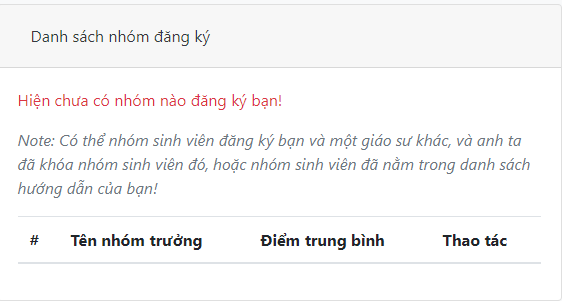 Danh sách nhóm đăng ký
Hiện chưa có nhóm nào đăng ký bạn!
Note: Có thể nhóm sinh viên đăng ký bạn và một giáo sư khác, và anh ta
đã khóa nhóm sinh viên đó, hoặc nhóm sinh viên đã nằm trong danh sách
hướng dẫn của bạn!
# Tên nhóm trưởng Điểm trung bình Thao tác